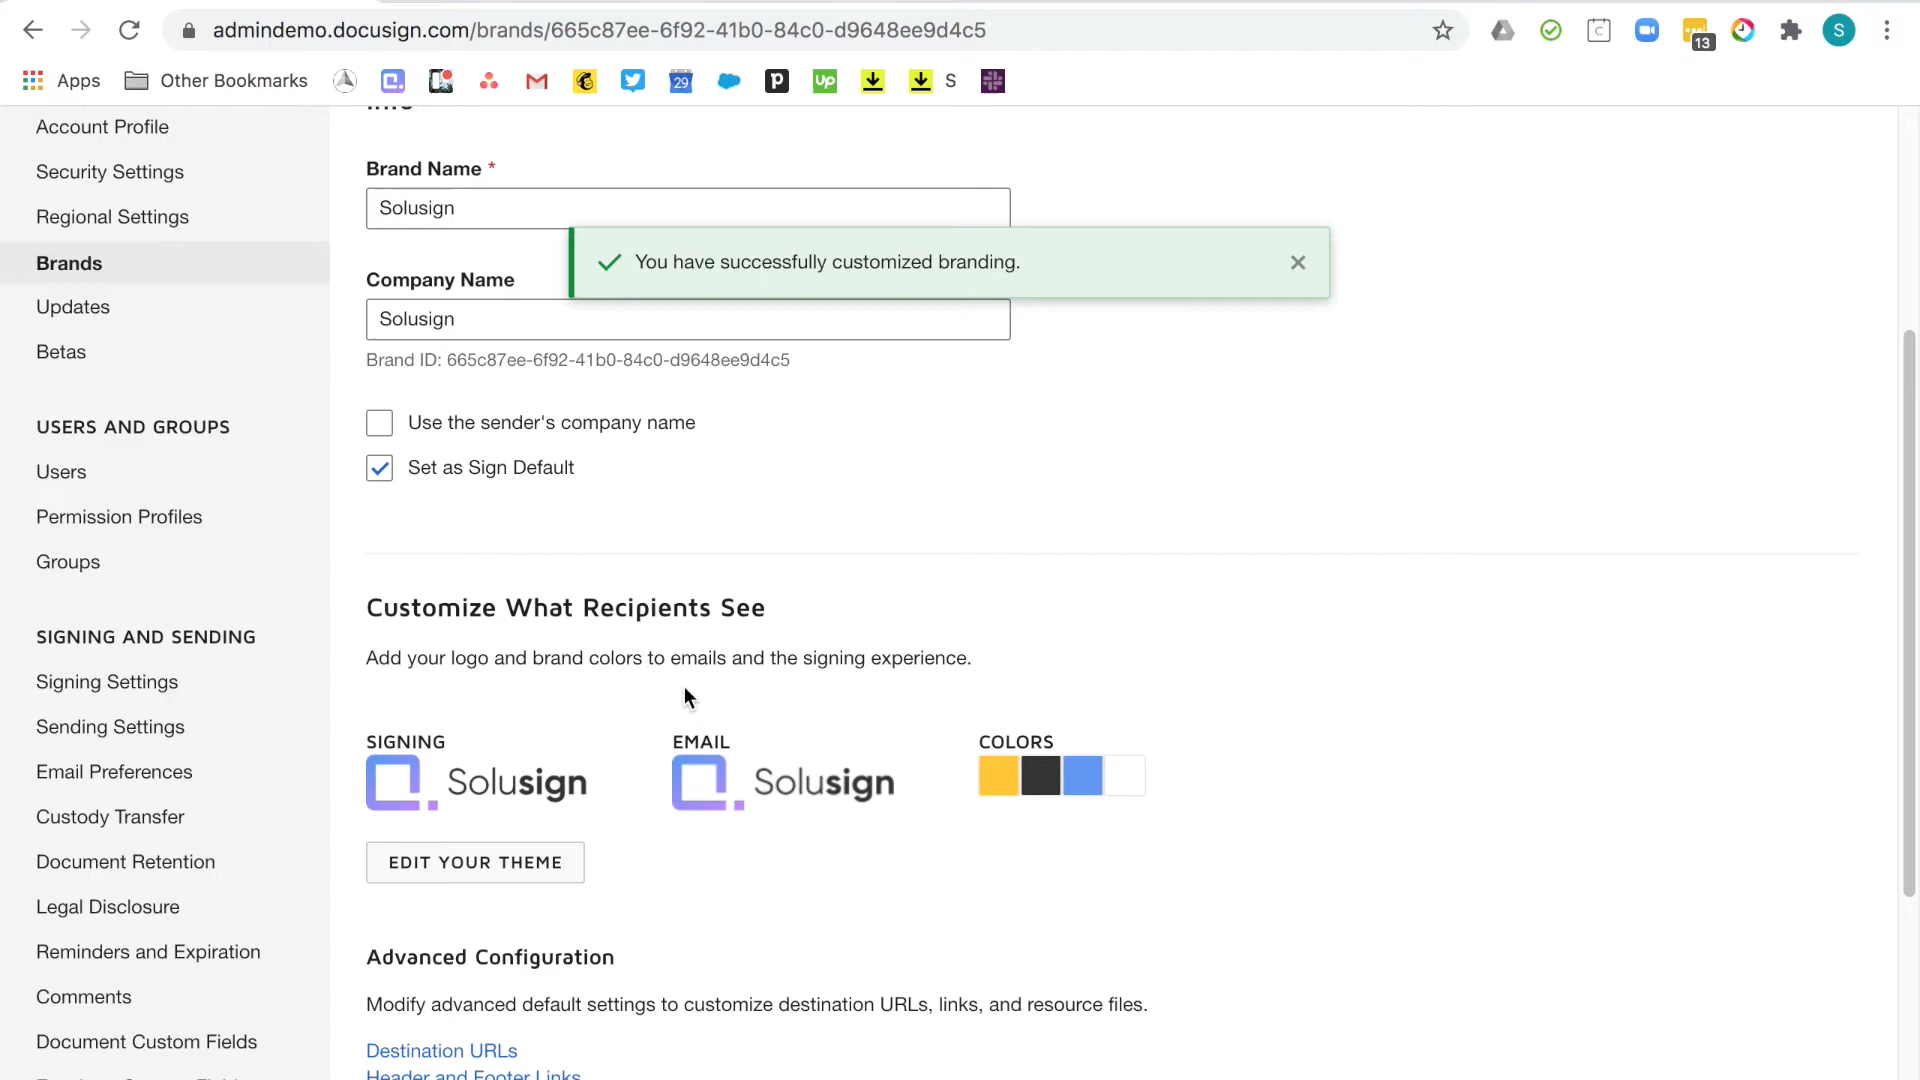 admindemo.docusign.com/brands/665c87ee-6f92-41b0-84c0-d9648ee9d4c5
13
S
Apps
Other Bookmarks
29
S
Account Profile
Security Settings
Regional Settings
Brands
Updates
Betas
USERS AND GROUPS
Users
Permission Profiles
Groups
SIGNING AND SENDING
Signing Settings
Sending Settings
Email Preferences
Custody Transfer
Document Retention
Legal Disclosure
Reminders and Expiration
Comments
Document Custom Fields
Brand Name *
Solusign
You have successfully customized branding.
Company Name
Solusign
Brand ID: 665c87ee-6f92-41b0-84c0-d9648ee9d4c5
Use the sender's company name
Set as Sign Default
Customize What Recipients See
Add your logo and brand colors to emails and the signing experience.
SIGNING
EMAIL
COLORS
Solusign
Solusign
EDIT YOUR THEME
Advanced Configuration
Modify advanced default settings to customize destination URLs, links, and resource files.
Destination URLs
Header and Footer Links